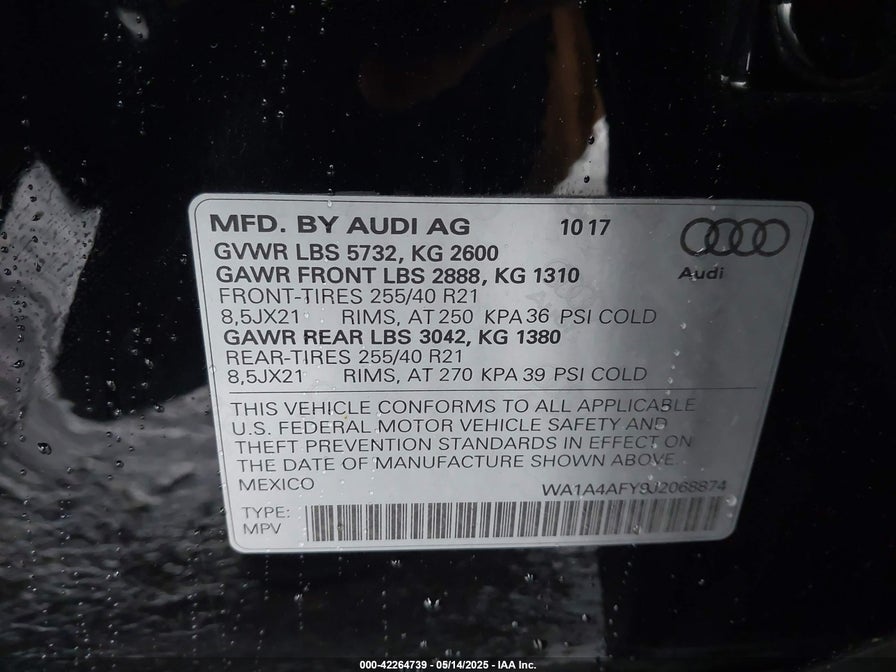 MFD. BY AUDI AG 10 17
GVWR LBS 5732, KG 2600
GAWR FRONT LBS 2888, KG 1310
Audi
FRONT-TIRES 255/40 R21
8,5JX21 RIMS, AT 250 KPA 36 PSI COLD
GAWR REAR LBS 3042, KG 1380
REAR-TIRES 255/40 R21
8,5JX21 RIMS, AT 270 KPA 39 PSI COLD
THIS VEHICLE CONFORMS TO ALL APPLICABLE
U.S. FEDERAL MOTOR VEHICLE SAFETY AND
THEFT PREVENTION STANDARDS IN EFFECT ON
THE DATE OF MANUFACTURE SHOWN ABOVE.
MEXICO WA1A4AFY9J2068874
TYPE:
MPV
000-42264739 - 05/14/2025 - IAA Inc.